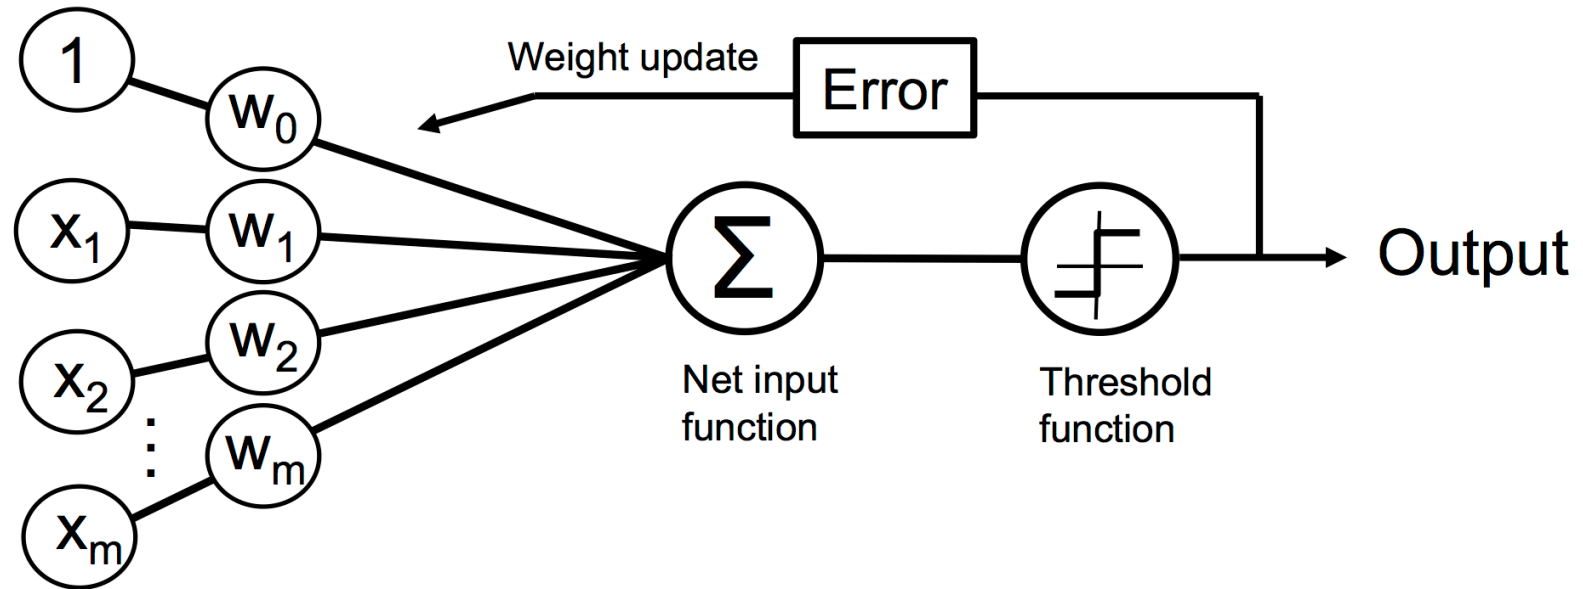 1
w₀
Weight update
Error
x₁
w₁
Σ
Output
x₂
w₂
Net input
function
Threshold
function
⋮
wₘ
xₘ